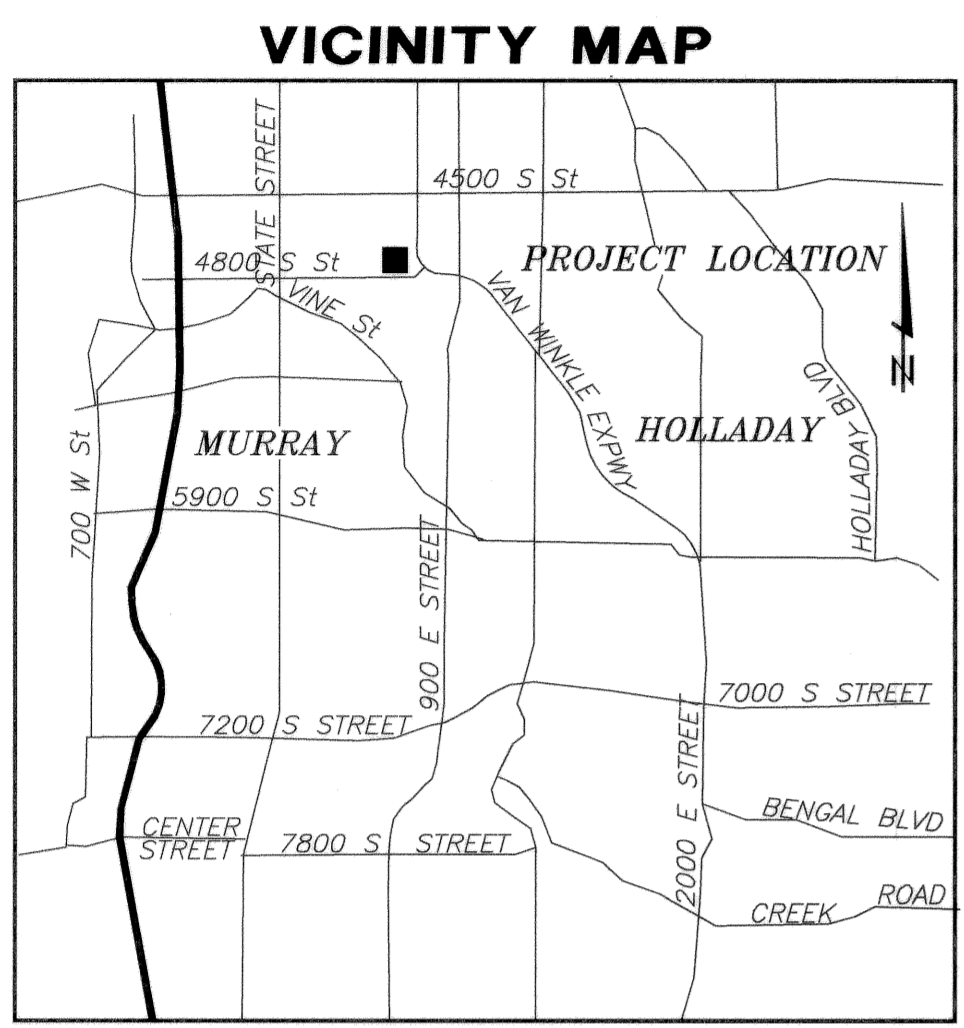 VICINITY MAP
STATE STREET
4500 S St
4800 S St
PROJECT LOCATION
VINE St
VAN WINKLE EXPWY
N
HOLLADAY BLVD
MURRAY
HOLLADAY
700 W St
5900 S St
HOLLADAY BLVD
900 E STREET
7000 S STREET
7200 S STREET
2000 E STREET
BENGAL BLVD
CENTER
STREET
7800 S STREET
CREEK ROAD